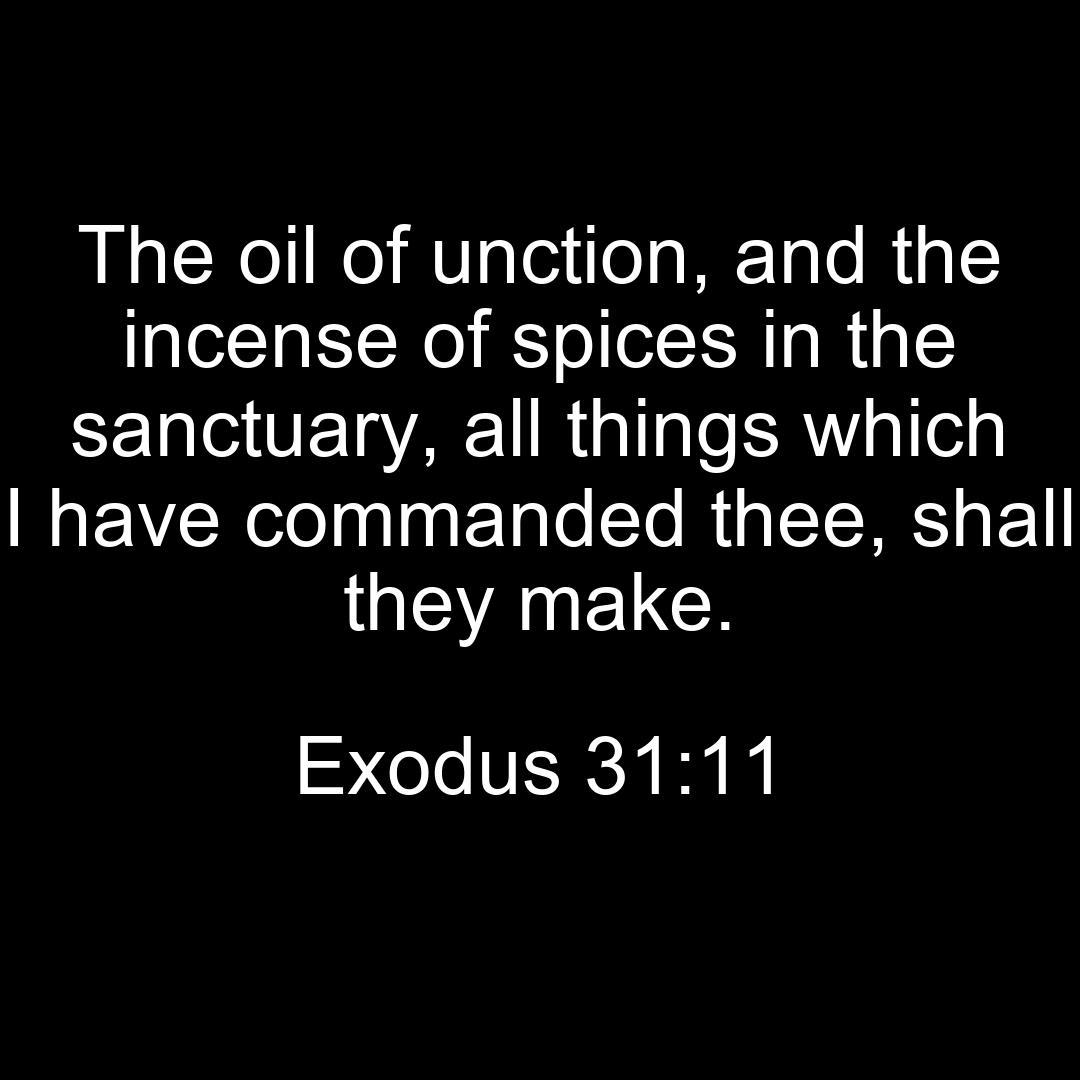 The oil of unction, and the
incense of spices in the
sanctuary, all things which
I have commanded thee, shall
they make.
Exodus 31:11